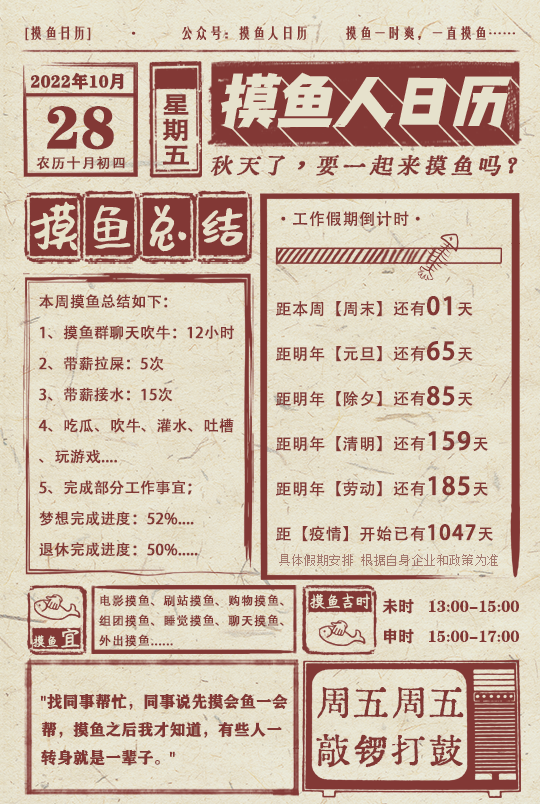 [摸鱼日历] · 公众号：摸鱼人日历 摸鱼一时爽，一直摸鱼······
2022年10月
28
农历十月初四
星期五
摸鱼人日历
秋天了，要一起来摸鱼吗？
摸鱼总结
本周摸鱼总结如下：
1、摸鱼群聊天吹牛：12小时
2、带薪拉屎：5次
3、带薪接水：15次
4、吃瓜、吹牛、灌水、吐槽
、玩游戏....
5、完成部分工作事宜；
梦想完成进度：52%....
退休完成进度：50%.....
·工作假期倒计时·
距本周【周末】还有01天
距明年【元旦】还有65天
距明年【除夕】还有85天
距明年【清明】还有159天
距明年【劳动】还有185天
距【疫情】开始已有1047天
具体假期安排 根据自身企业和政策为准
摸鱼宜
电影摸鱼、刷站摸鱼、购物摸鱼、
组团摸鱼、睡觉摸鱼、聊天摸鱼、
外出摸鱼......
摸鱼吉时
未时 13:00-15:00
申时 15:00-17:00
"找同事帮忙，同事说先摸会鱼一会
帮，摸鱼之后我才知道，有些人一
转身就是一辈子。"
周五周五
敲锣打鼓